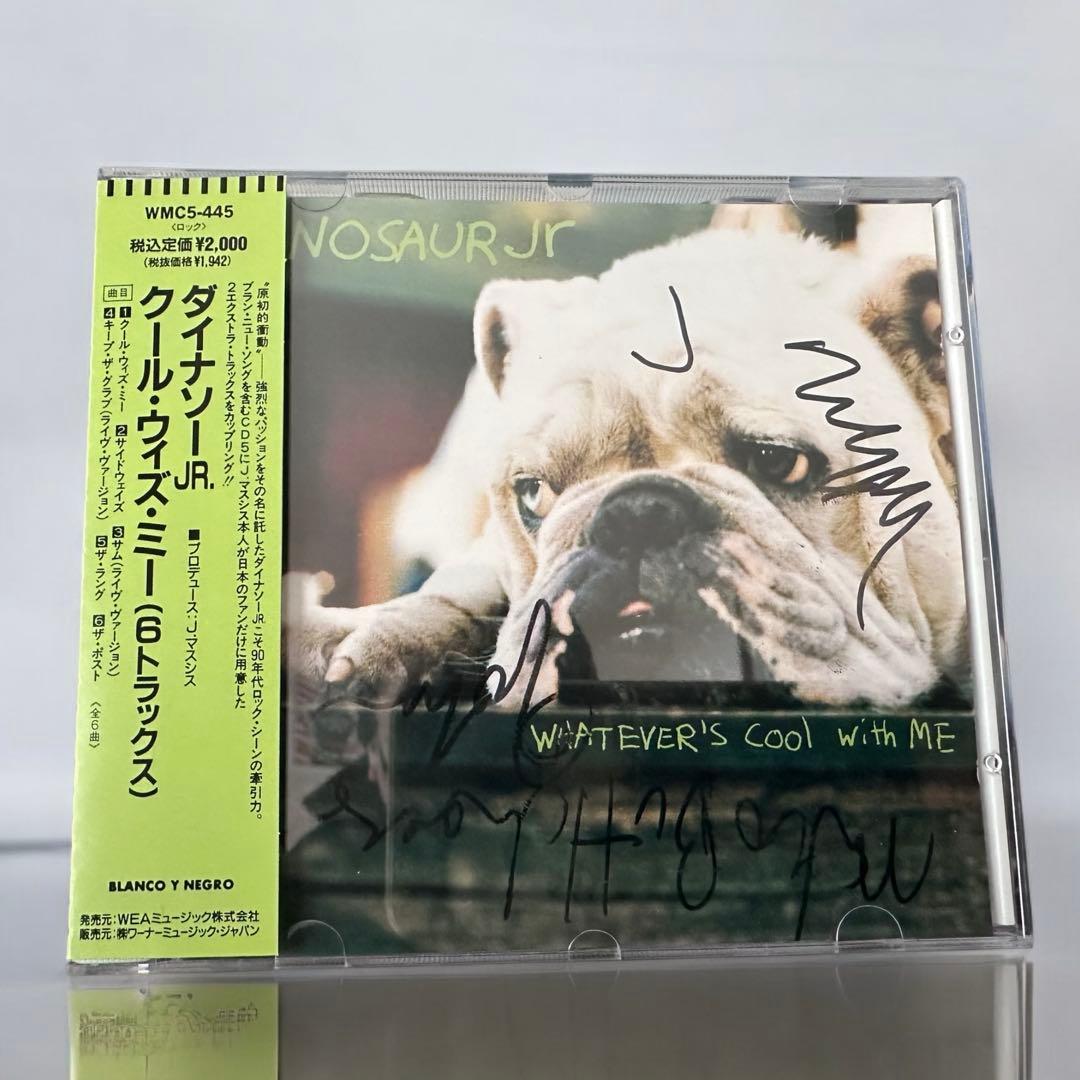 WMC5-445
〈ロック〉
税込定価¥2,000
(税抜価格¥1,942)
ダイナソーJR.
クール・ウィズ・ミー(6トラックス)
■プロデュース:J・マスシス
“原初的衝動”——強烈なパッションをその名に託したダイナソーJR.こそ90年代ロック・シーンの牽引力。
ブラン・ニュー・ソングを含むCD5にJ・マスシス本人が日本のファンだけに用意した
2エクストラ・トラックスをカップリング!!
曲目
1クール・ウィズ・ミー 2サイドウェイズ 3サム(ライヴ・ヴァージョン)
4キープ・ザ・グラブ(ライヴ・ヴァージョン) 5ザ・ラング 6ザ・ポスト
〈全6曲〉
BLANCO Y NEGRO
発売元:WEAミュージック株式会社
販売元:㈱ワーナーミュージック・ジャパン
NOSAUR Jr
J
WHATEVER'S COOL With ME